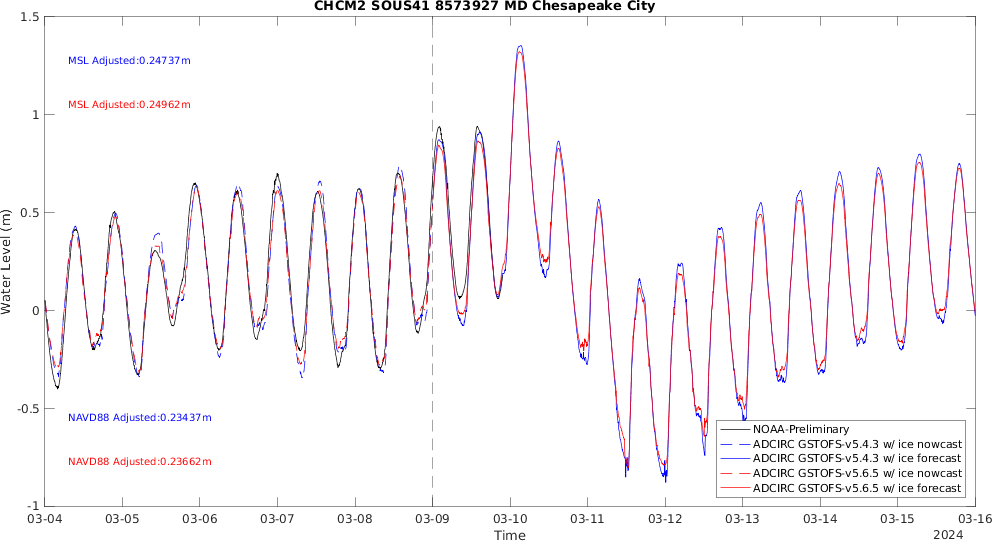 CHCM2 SOUS41 8573927 MD Chesapeake City
1.5
1
0.5
0
-0.5
-1
Water Level (m)
MSL Adjusted:0.24737m
MSL Adjusted:0.24962m
NAVD88 Adjusted:0.23437m
NAVD88 Adjusted:0.23662m
NOAA-Preliminary
ADCIRC GSTOFS-v5.4.3 w/ ice nowcast
ADCIRC GSTOFS-v5.4.3 w/ ice forecast
ADCIRC GSTOFS-v5.6.5 w/ ice nowcast
ADCIRC GSTOFS-v5.6.5 w/ ice forecast
03-04 03-05 03-06 03-07 03-08 03-09 03-10 03-11 03-12 03-13 03-14 03-15 03-16
Time
2024